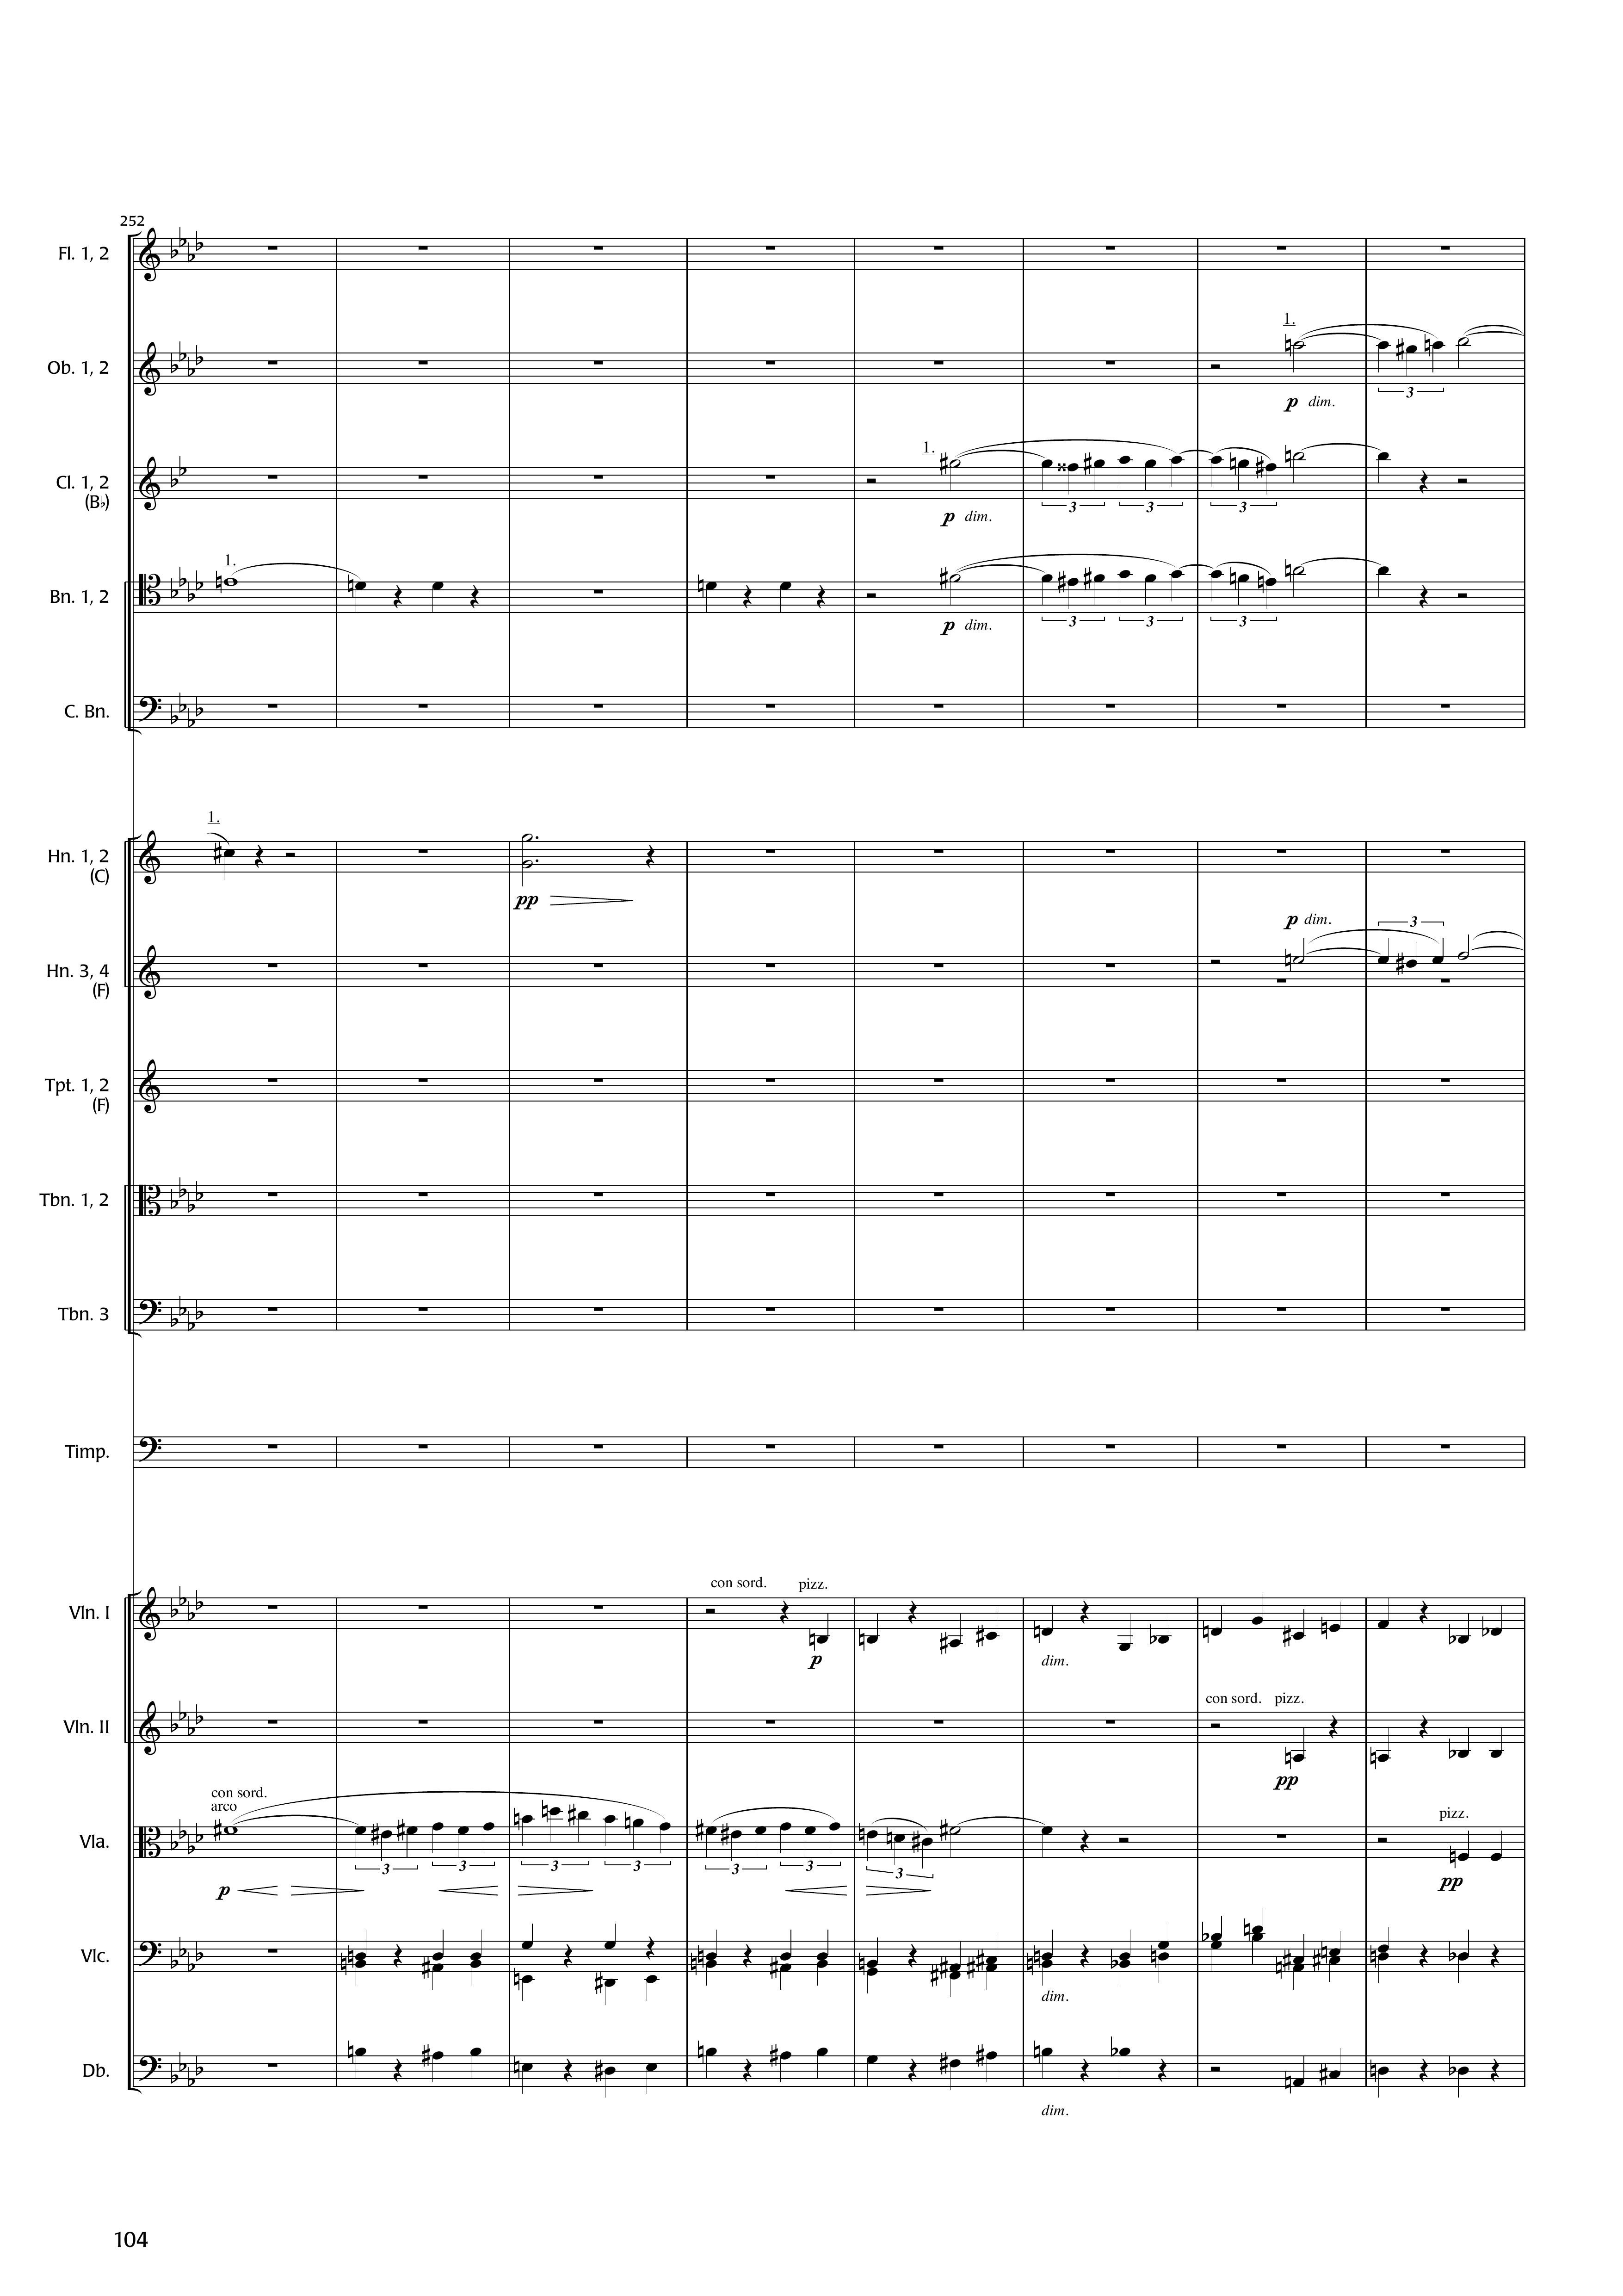 252
Fl. 1, 2
1.
Ob. 1, 2
3
p dim.
1.
Cl. 1, 2
(B♭)
3 3 3
p dim.
1.
Bn. 1, 2
3 3 3
p dim.
C. Bn.
1.
Hn. 1, 2
(C)
pp
p dim. 3
Hn. 3, 4
(F)
Tpt. 1, 2
(F)
Tbn. 1, 2
Tbn. 3
Timp.
con sord. pizz.
Vln. I
p dim.
con sord. pizz.
Vln. II
pp
con sord.
arco
pizz.
Vla.
3 3 3 3 3 3 3
p pp
Vlc.
dim.
Db.
dim.
104